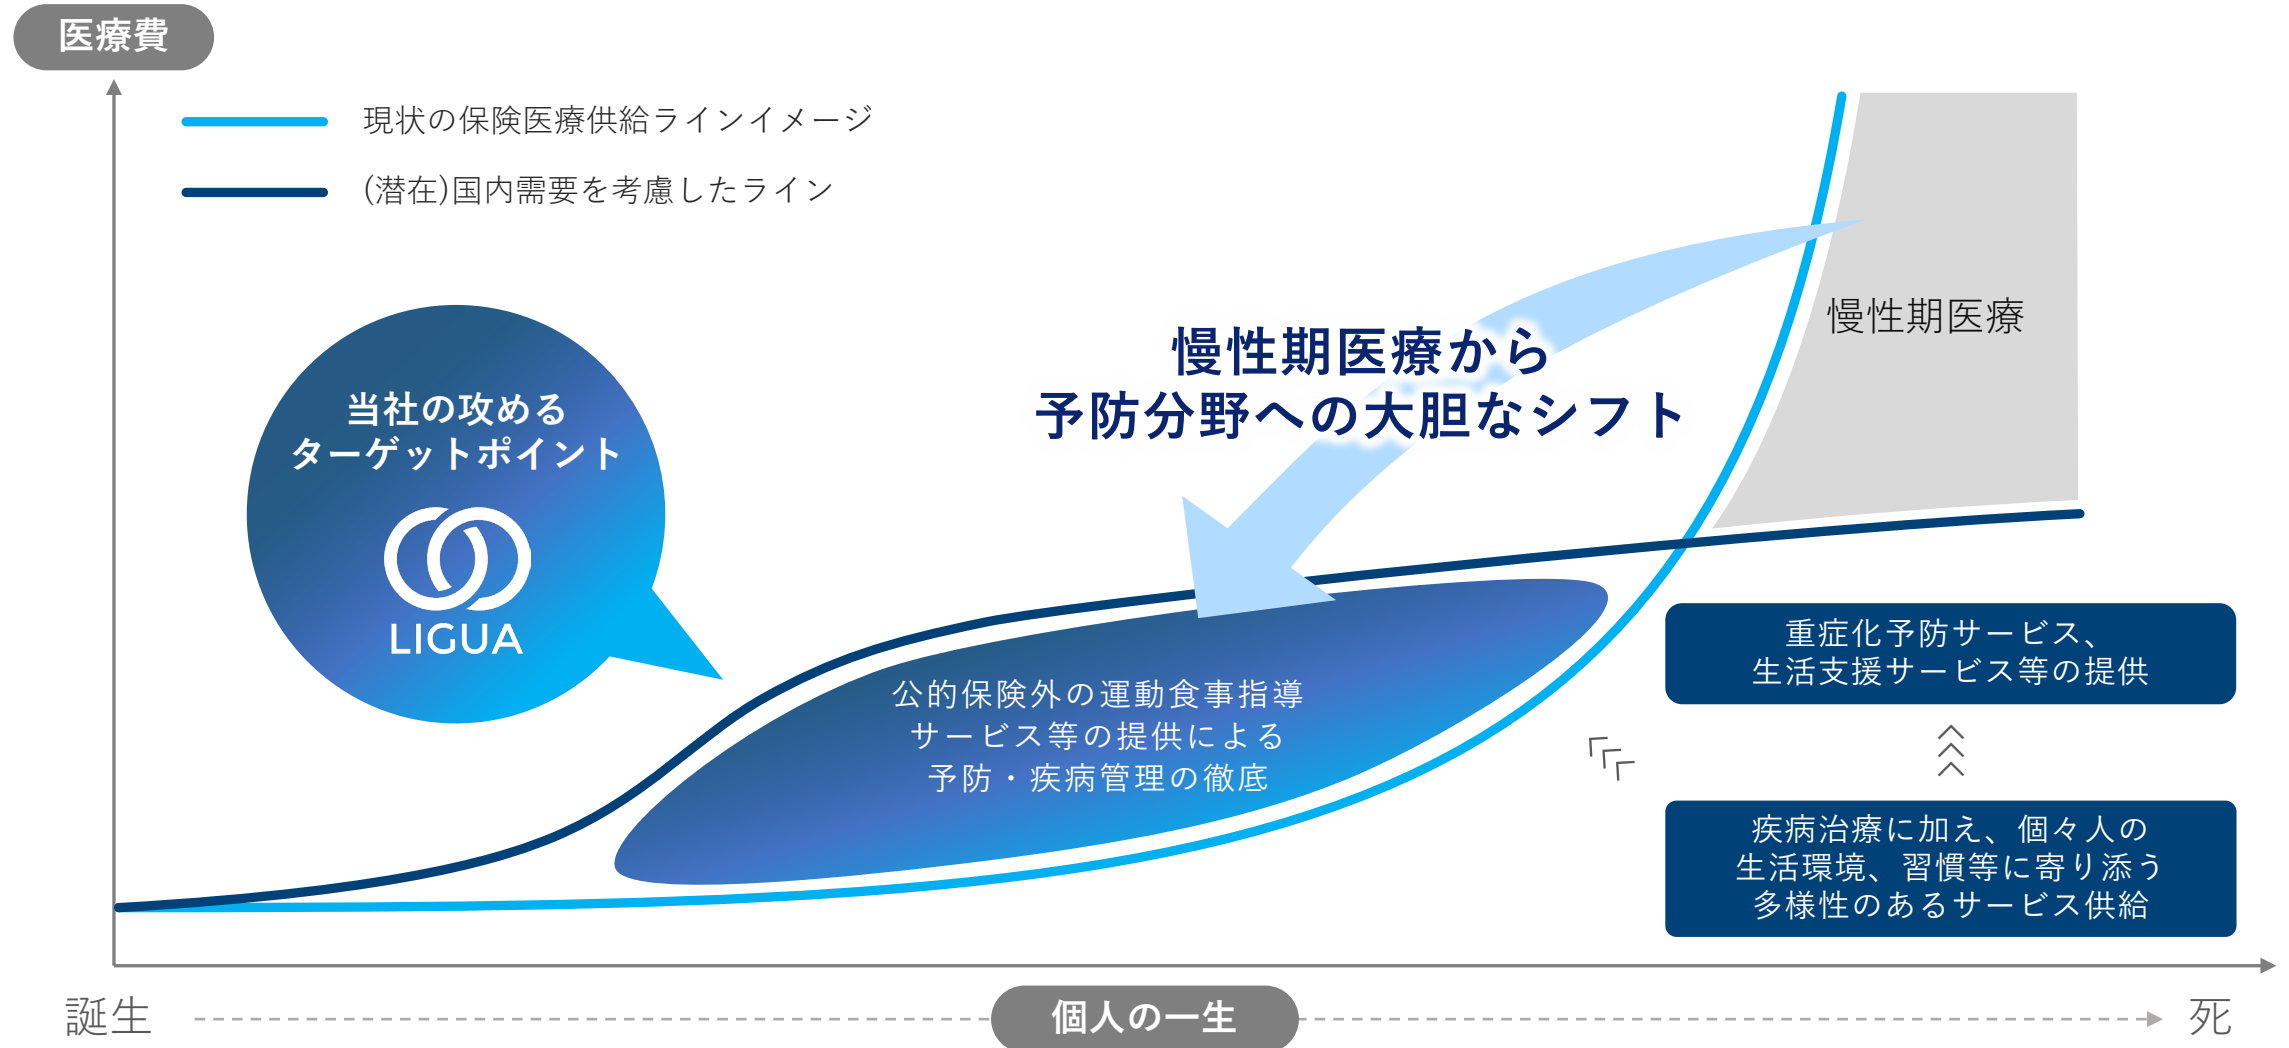 医療費
現状の保険医療供給ラインイメージ
(潜在)国内需要を考慮したライン
慢性期医療
慢性期医療から
予防分野への大胆なシフト
当社の攻める
ターゲットポイント
LIGUA
公的保険外の運動食事指導
サービス等の提供による
予防・疾病管理の徹底
重症化予防サービス、
生活支援サービス等の提供
疾病治療に加え、個々人の
生活環境、習慣等に寄り添う
多様性のあるサービス供給
誕生
個人の一生
死